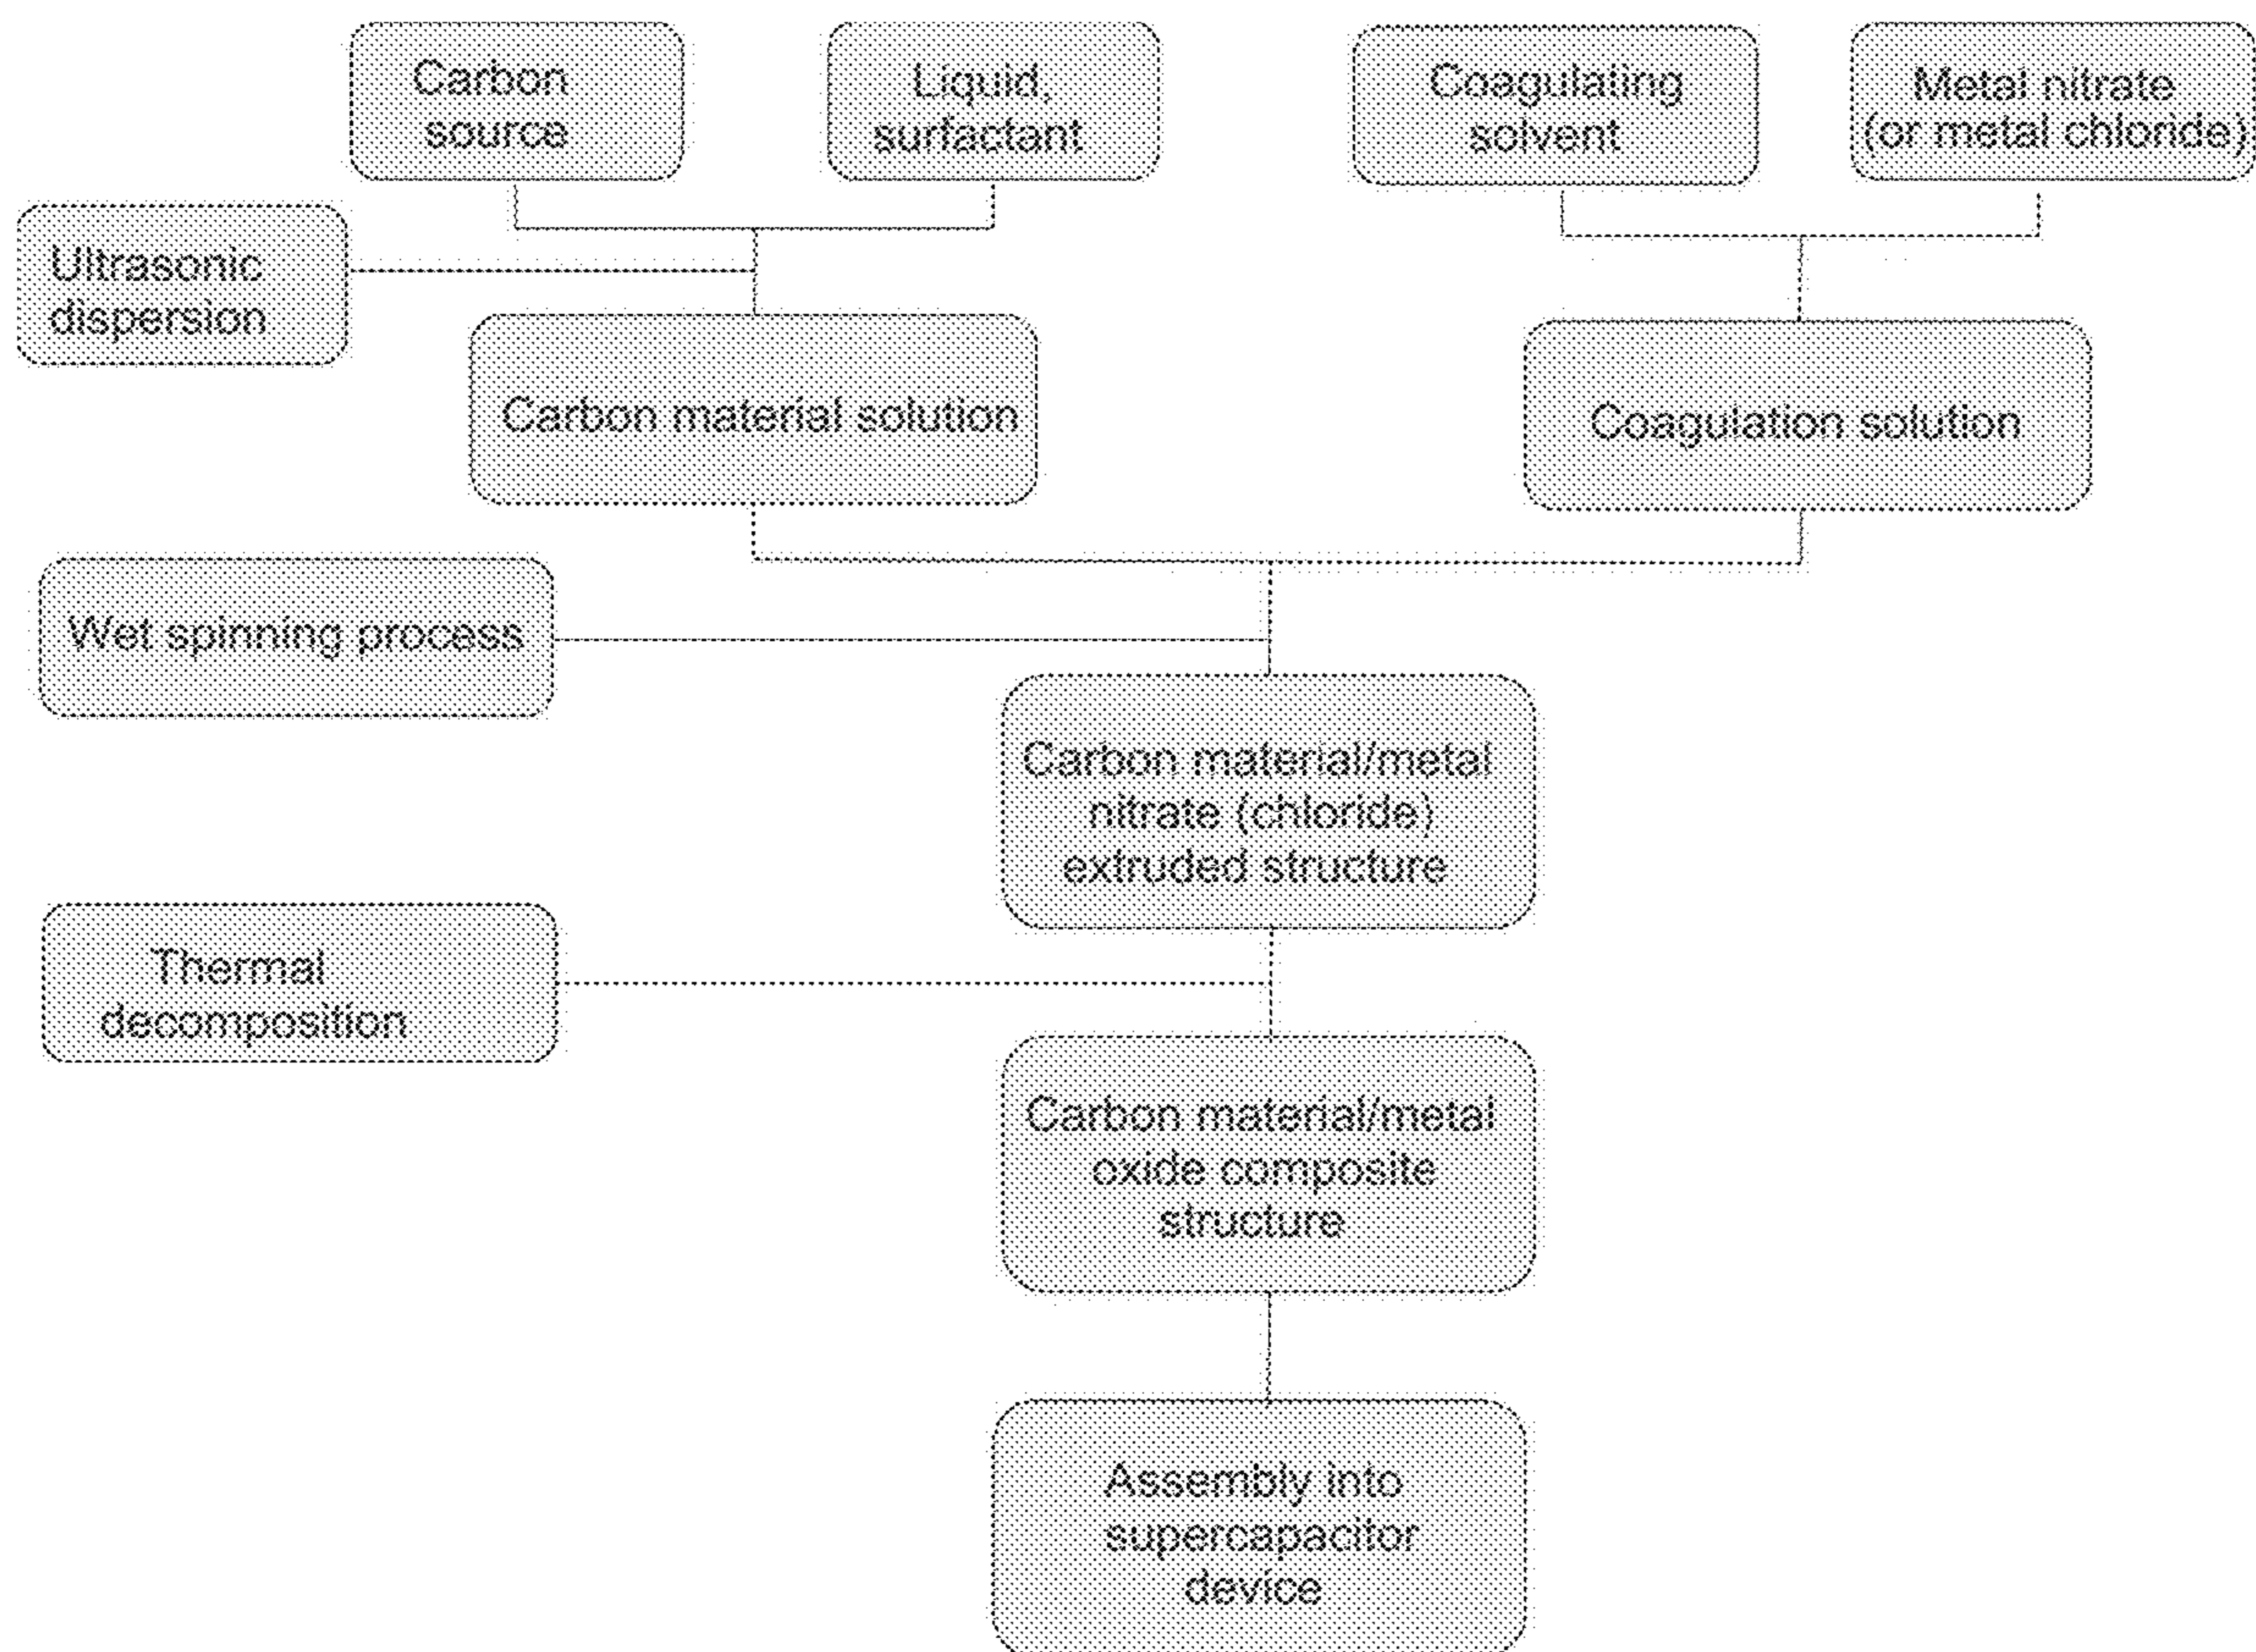 Carbon
source
Liquid,
surfactant
Coagulating
solvent
Metal nitrate
(or metal chloride)
Ultrasonic
dispersion
Carbon material solution
Coagulation solution
Wet spinning process
Carbon material/metal
nitrate (chloride)
extruded structure
Thermal
decomposition
Carbon material/metal
oxide composite
structure
Assembly into
supercapacitor
device